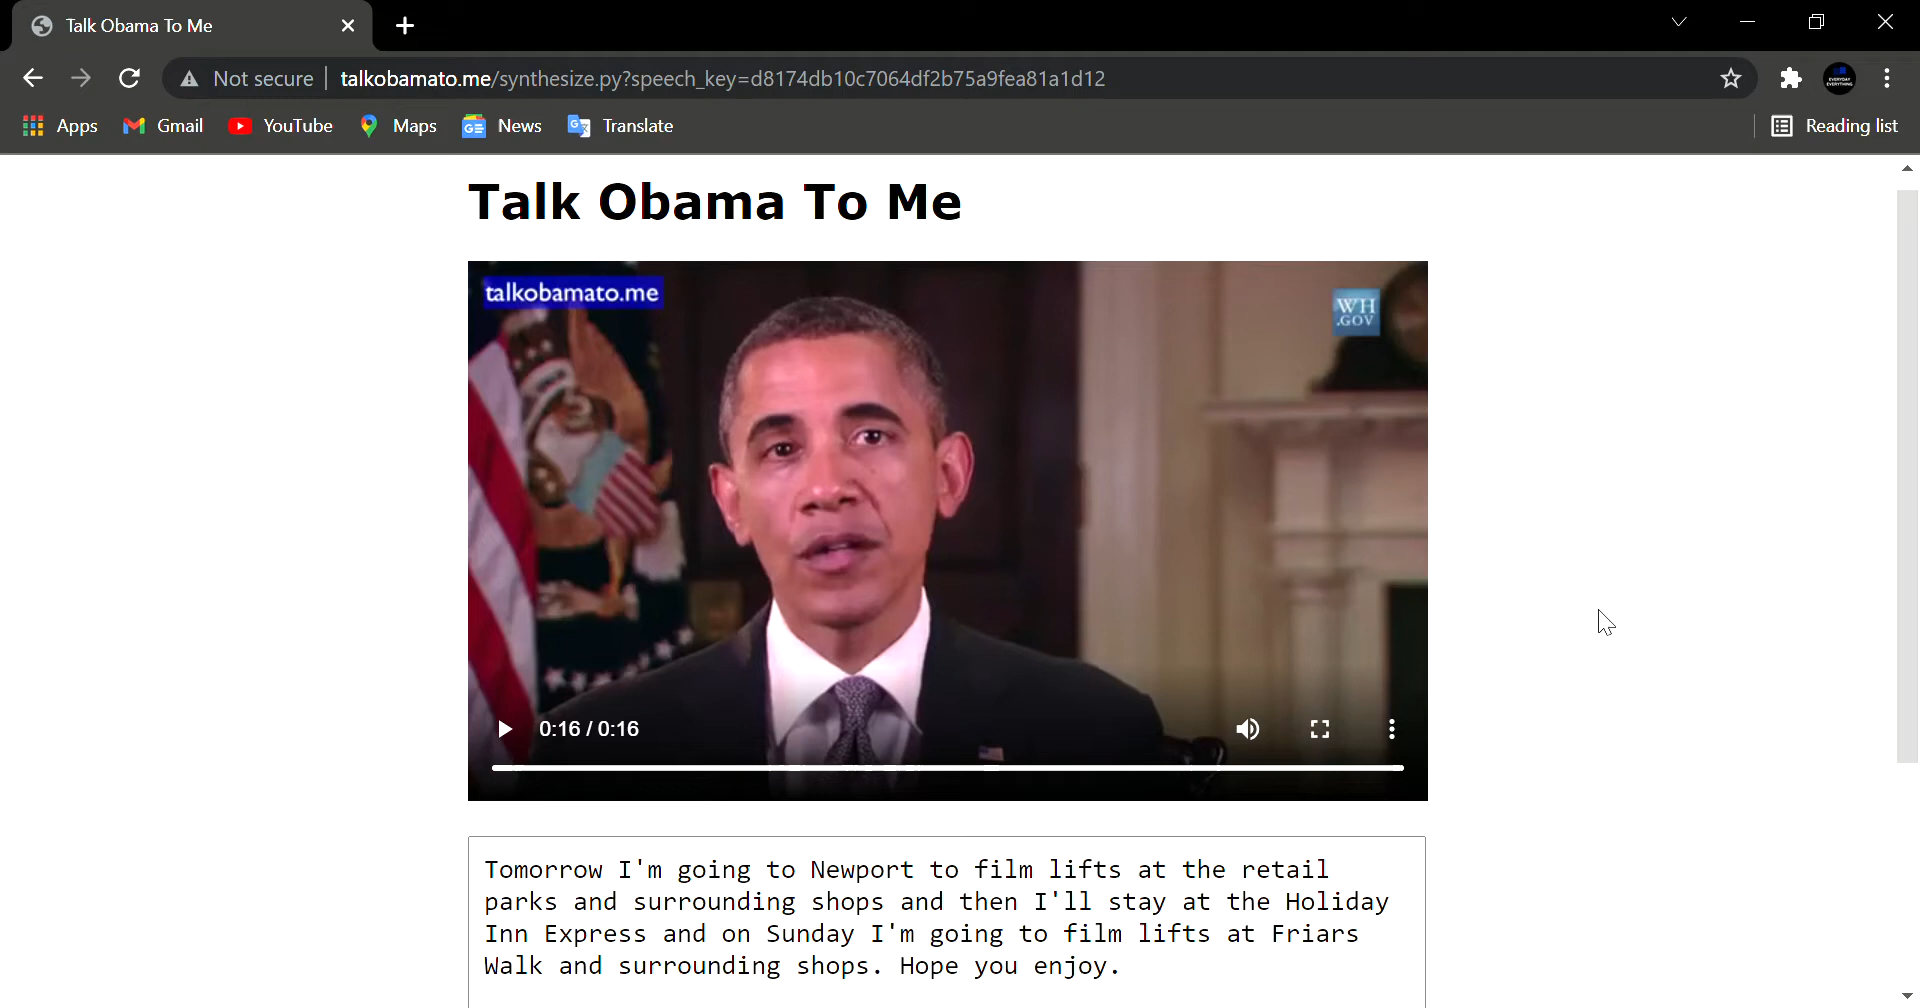 Talk Obama To Me
Not secure talkobamato.me/synthesize.py?speech_key=d8174db10c7064df2b75a9fea81a1d12
Apps Gmail YouTube Maps News Translate Reading list
Talk Obama To Me
talkobamato.me
WH
.GOV
0:16 / 0:16
Tomorrow I'm going to Newport to film lifts at the retail
parks and surrounding shops and then I'll stay at the Holiday
Inn Express and on Sunday I'm going to film lifts at Friars
Walk and surrounding shops. Hope you enjoy.